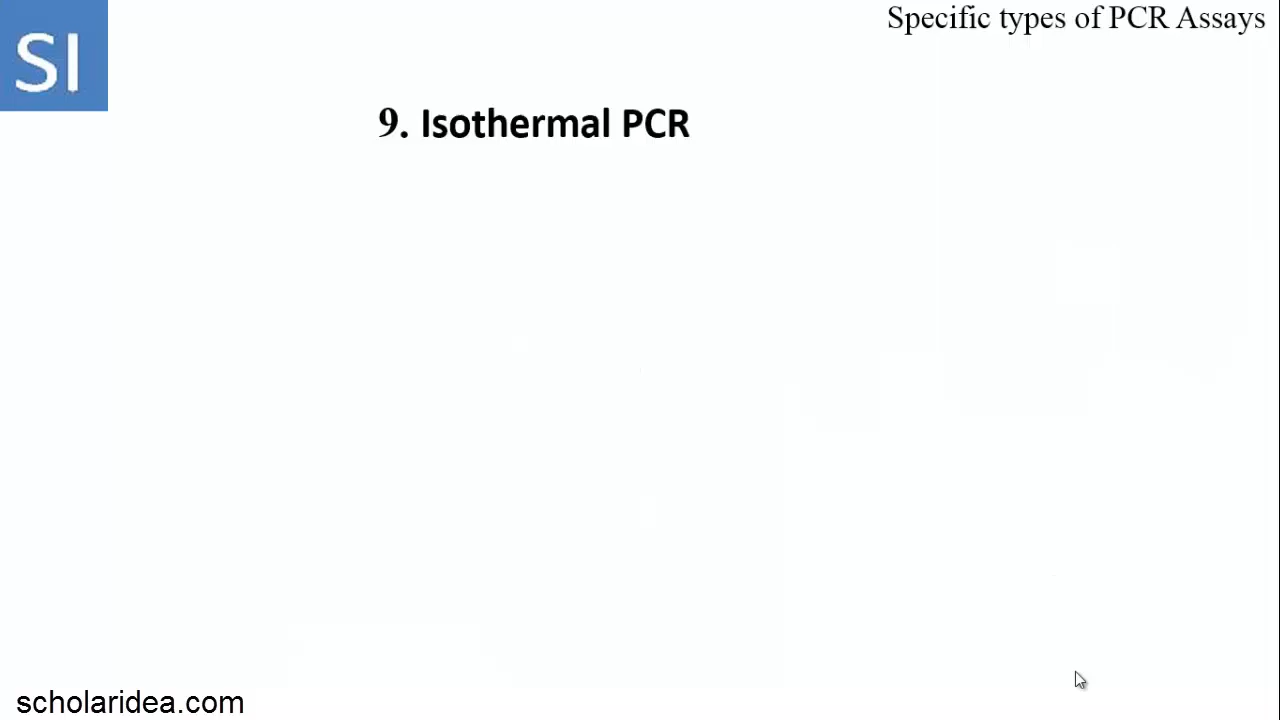 SI
Specific types of PCR Assays
9. Isothermal PCR
scholaridea.com